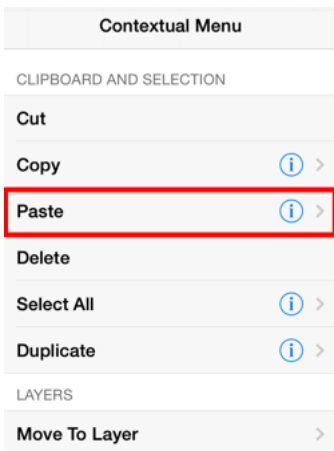 Contextual Menu
CLIPBOARD AND SELECTION
Cut
Copy
Paste
Delete
Select All
Duplicate
LAYERS
Move To Layer